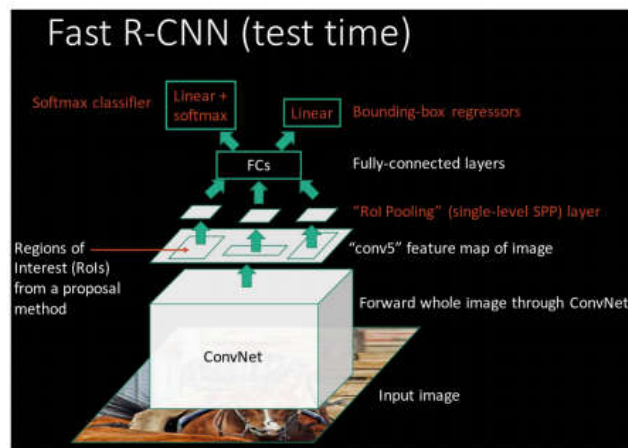 Fast R-CNN (test time)
Softmax classifier
Linear +
softmax
Linear
Bounding-box regressors
FCs
Fully-connected layers
"RoI Pooling" (single-level SPP) layer
Regions of
Interest (RoIs)
from a proposal
method
"conv5" feature map of image
Forward whole image through ConvNet
ConvNet
Input image